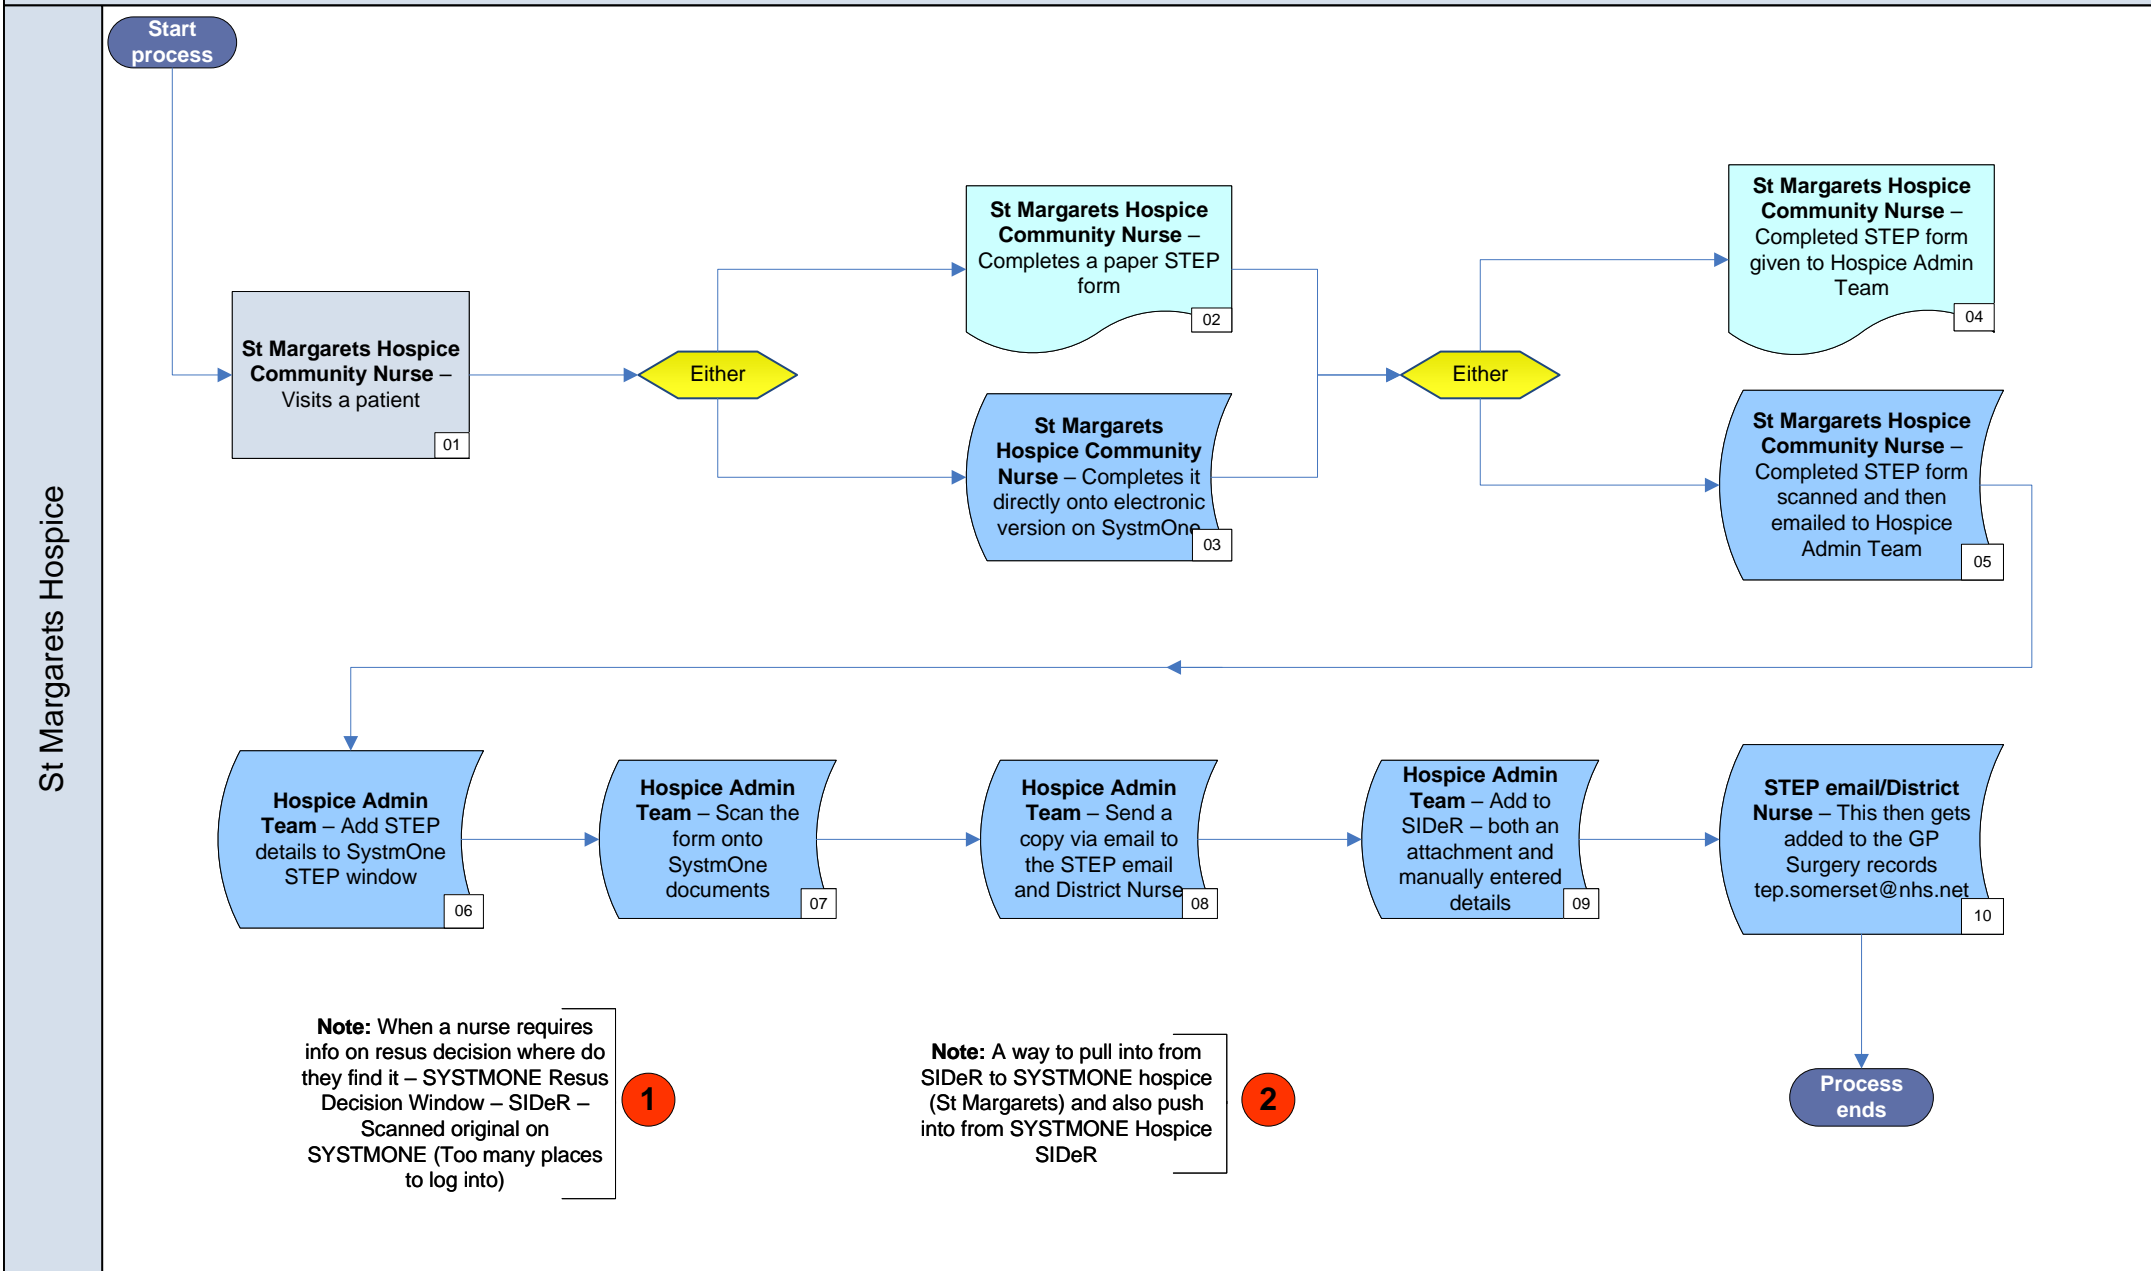 St Margarets Hospice
Start
process
St Margarets Hospice
Community Nurse –
Visits a patient
01
Either
St Margarets Hospice
Community Nurse –
Completes a paper STEP
form
02
St Margarets
Hospice Community
Nurse – Completes it
directly onto electronic
version on SystmOne
03
Either
St Margarets Hospice
Community Nurse –
Completed STEP form
given to Hospice Admin
Team
04
St Margarets Hospice
Community Nurse –
Completed STEP form
scanned and then
emailed to Hospice
Admin Team
05
Hospice Admin
Team – Add STEP
details to SystmOne
STEP window
06
Hospice Admin
Team – Scan the
form onto
SystmOne
documents
07
Hospice Admin
Team – Send a
copy via email to
the STEP email
and District Nurse
08
Hospice Admin
Team – Add to
SIDeR – both an
attachment and
manually entered
details
09
STEP email/District
Nurse – This then gets
added to the GP
Surgery records
tep.somerset@nhs.net
10
Note: When a nurse requires
info on resus decision where do
they find it – SYSTMONE Resus
Decision Window – SIDeR –
Scanned original on
SYSTMONE (Too many places
to log into)
1
Note: A way to pull into from
SIDeR to SYSTMONE hospice
(St Margarets) and also push
into from SYSTMONE Hospice
SIDeR
2
Process
ends